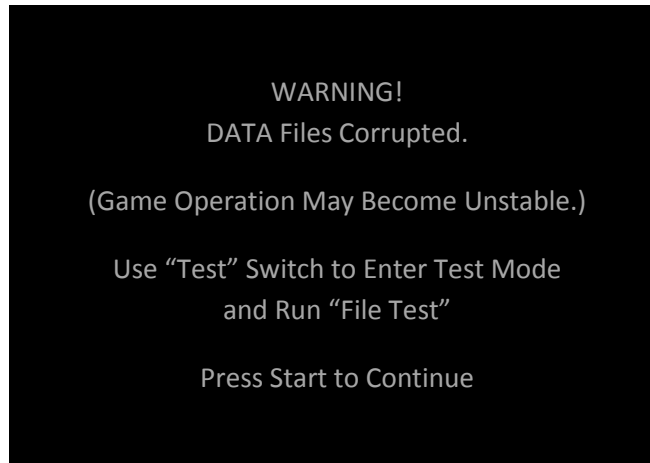 WARNING!
DATA Files Corrupted.
(Game Operation May Become Unstable.)
Use “Test” Switch to Enter Test Mode
and Run “File Test”
Press Start to Continue